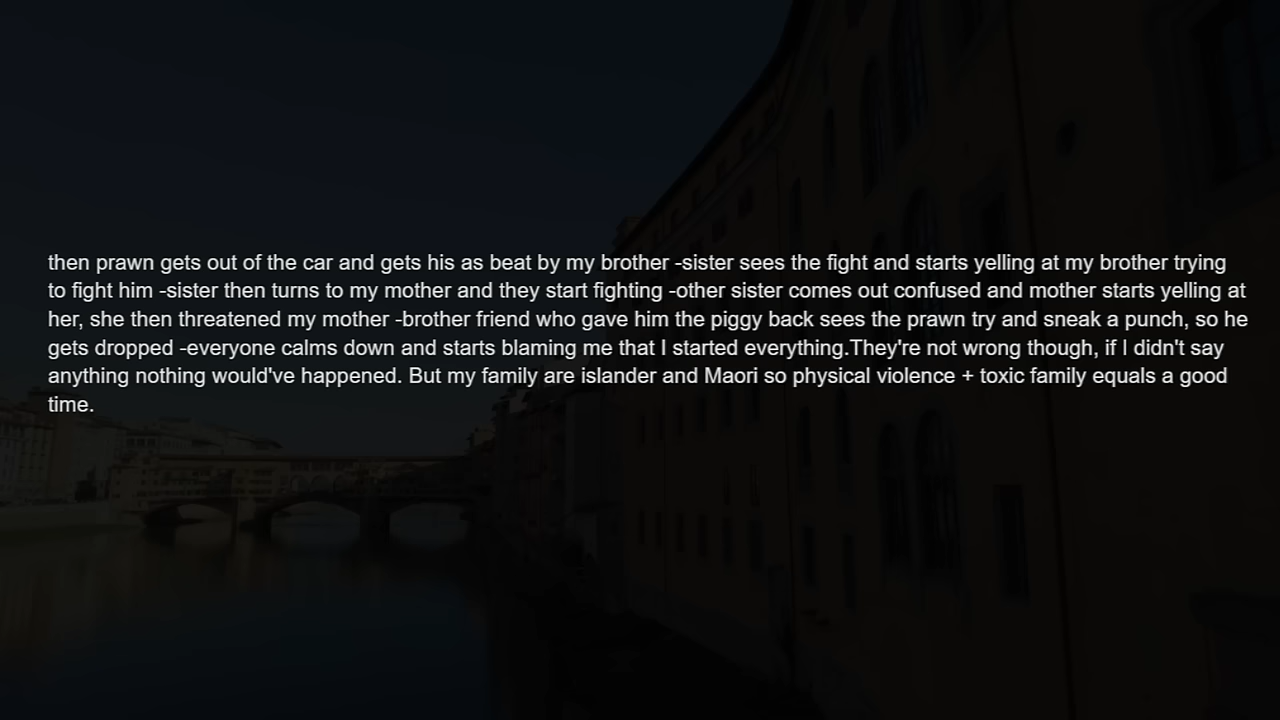 then prawn gets out of the car and gets his as beat by my brother -sister sees the fight and starts yelling at my brother trying
to fight him -sister then turns to my mother and they start fighting -other sister comes out confused and mother starts yelling at
her, she then threatened my mother -brother friend who gave him the piggy back sees the prawn try and sneak a punch, so he
gets dropped -everyone calms down and starts blaming me that I started everything.They're not wrong though, if I didn't say
anything nothing would've happened. But my family are islander and Maori so physical violence + toxic family equals a good
time.